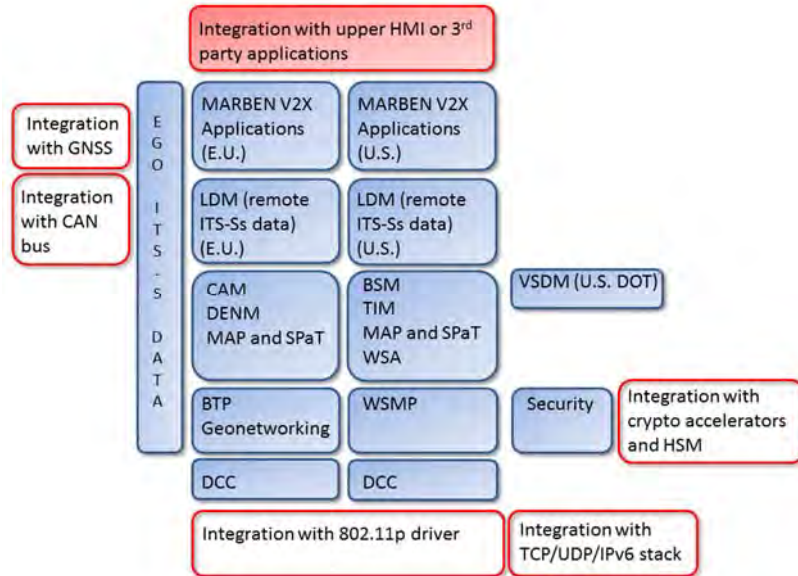 Integration with upper HMI or 3rd
party applications
Integration
with GNSS
Integration
with CAN
bus
E
G
O
I
T
S
-
S
D
A
T
A
MARBEN V2X
Applications
(E.U.)
MARBEN V2X
Applications
(U.S.)
LDM (remote
ITS-Ss data)
(E.U.)
LDM (remote
ITS-Ss data)
(U.S.)
CAM
DENM
MAP and SPaT
BSM
TIM
MAP and SPaT
WSA
VSDM (U.S. DOT)
BTP
Geonetworking
WSMP
Security
Integration with
crypto accelerators
and HSM
DCC
DCC
Integration with 802.11p driver
Integration with
TCP/UDP/IPv6 stack